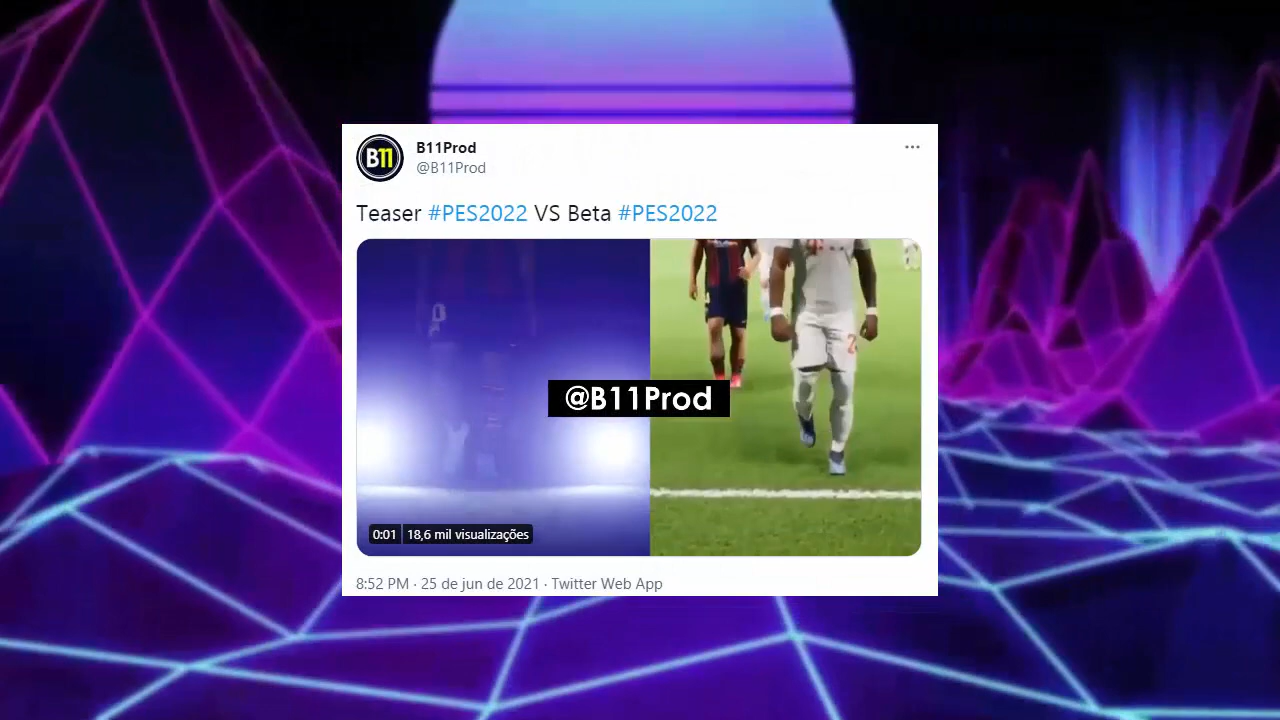 B11
B11Prod
@B11Prod
Teaser #PES2022 VS Beta #PES2022
@B11Prod
0:01 18,6 mil visualizações
8:52 PM · 25 de jun de 2021 · Twitter Web App